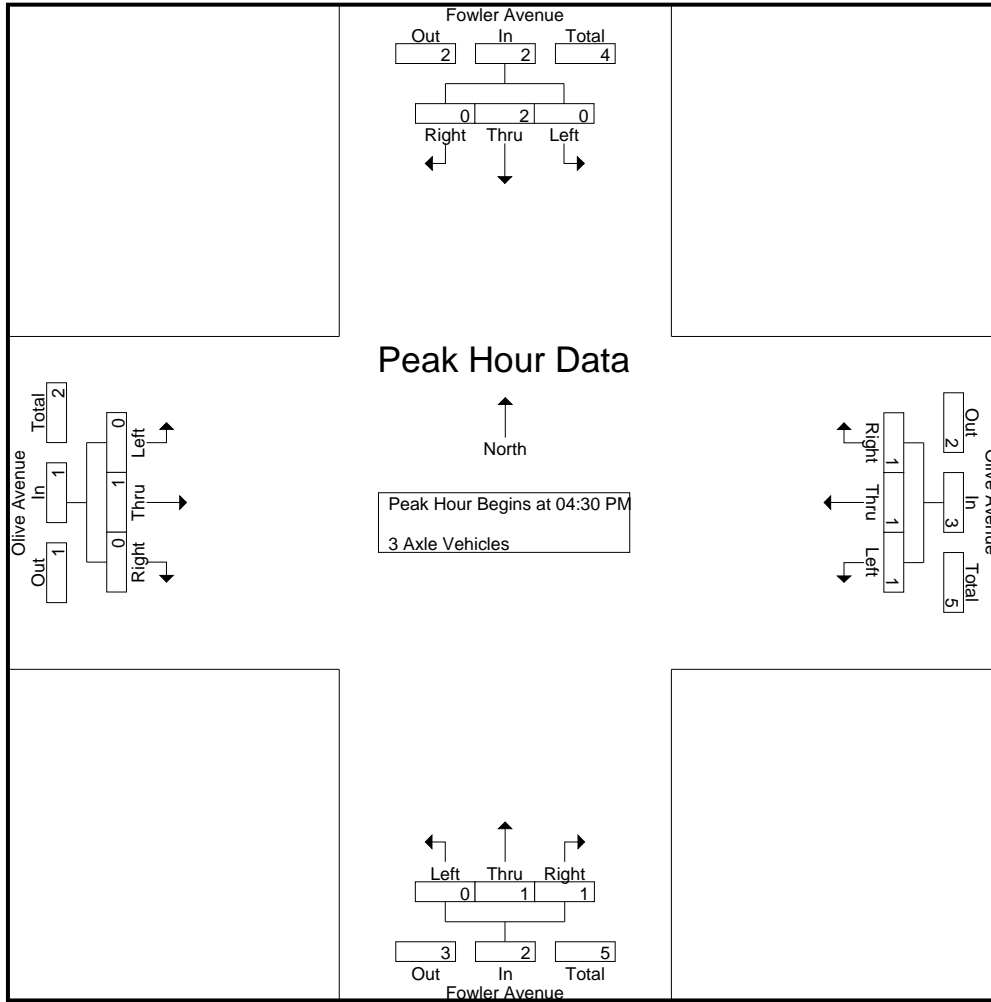 Fowler Avenue
Out In Total
2 2 4
0 2 0
Right Thru Left
Peak Hour Data
North
Peak Hour Begins at 04:30 PM
3 Axle Vehicles
Olive Avenue
Out In Total
1 1 2
0 1 0
Right Thru Left
Olive Avenue
Out In Total
2 3 5
1 1 1
Right Thru Left
Left Thru Right
0 1 1
3 2 5
Out In Total
Fowler Avenue